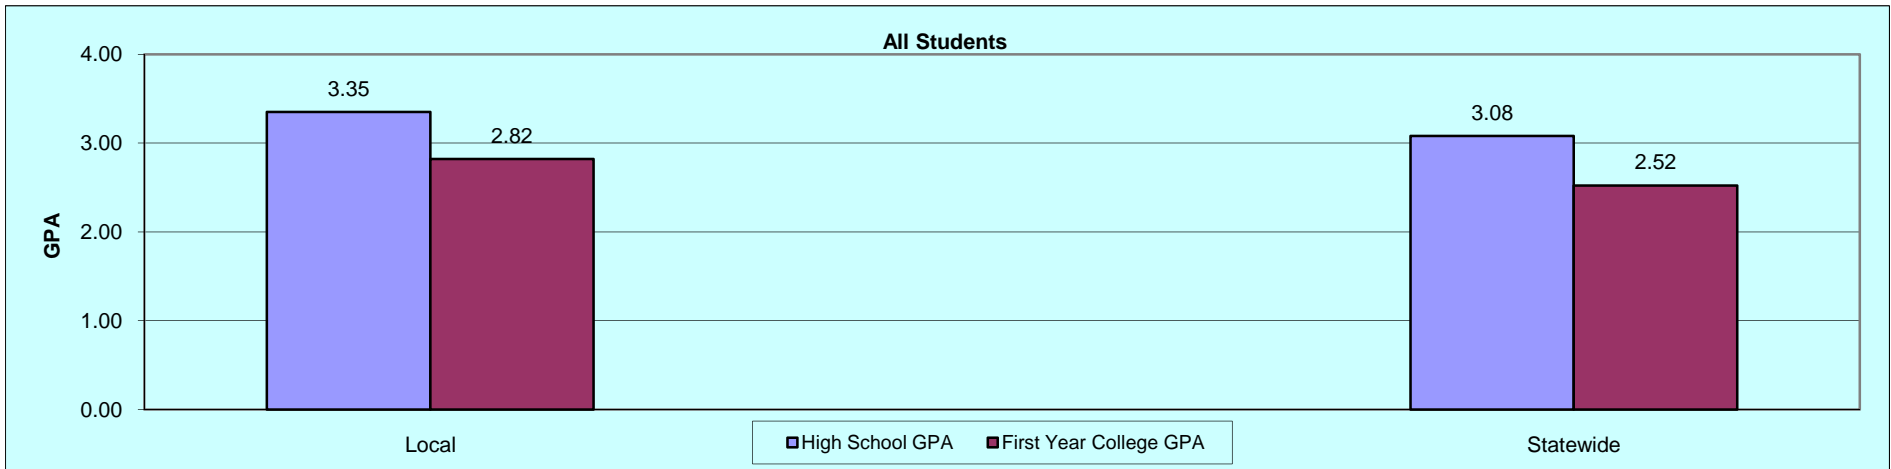 All Students
4.00
3.00
2.00
1.00
0.00
GPA
3.35
2.82
3.08
2.52
Local
High School GPA First Year College GPA
Statewide